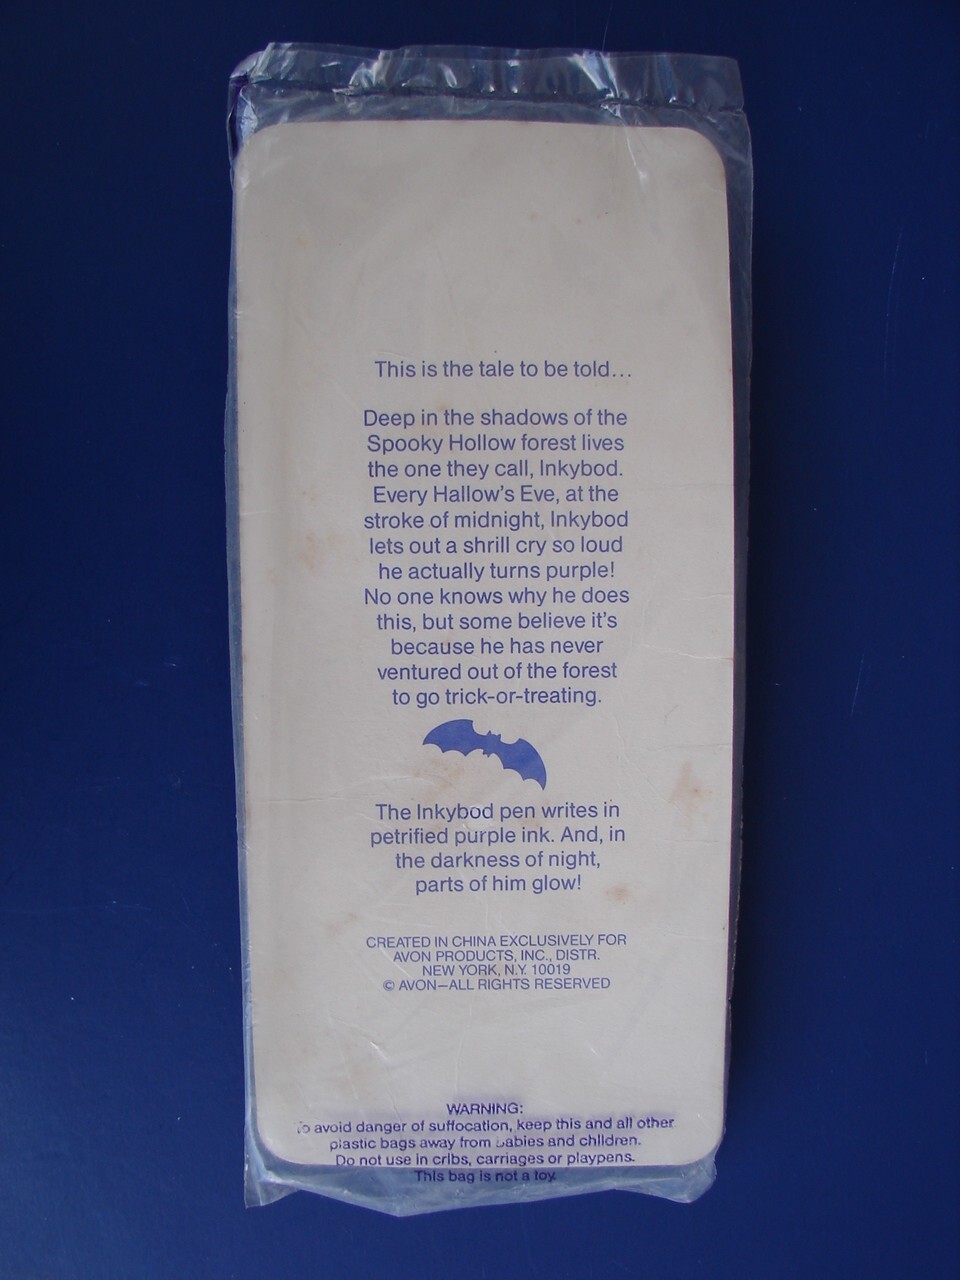 This is the tale to be told...
Deep in the shadows of the
Spooky Hollow forest lives
the one they call, Inkybod.
Every Hallow's Eve, at the
stroke of midnight, Inkybod
lets out a shrill cry so loud
he actually turns purple!
No one knows why he does
this, but some believe it's
because he has never
ventured out of the forest
to go trick-or-treating.
The Inkybod pen writes in
petrified purple ink. And, in
the darkness of night,
parts of him glow!
CREATED IN CHINA EXCLUSIVELY FOR
AVON PRODUCTS, INC., DISTR.
NEW YORK, N.Y. 10019
© AVON—ALL RIGHTS RESERVED
WARNING:
To avoid danger of suffocation, keep this and all other
plastic bags away from babies and children.
Do not use in cribs, carriages or playpens.
This bag is not a toy.